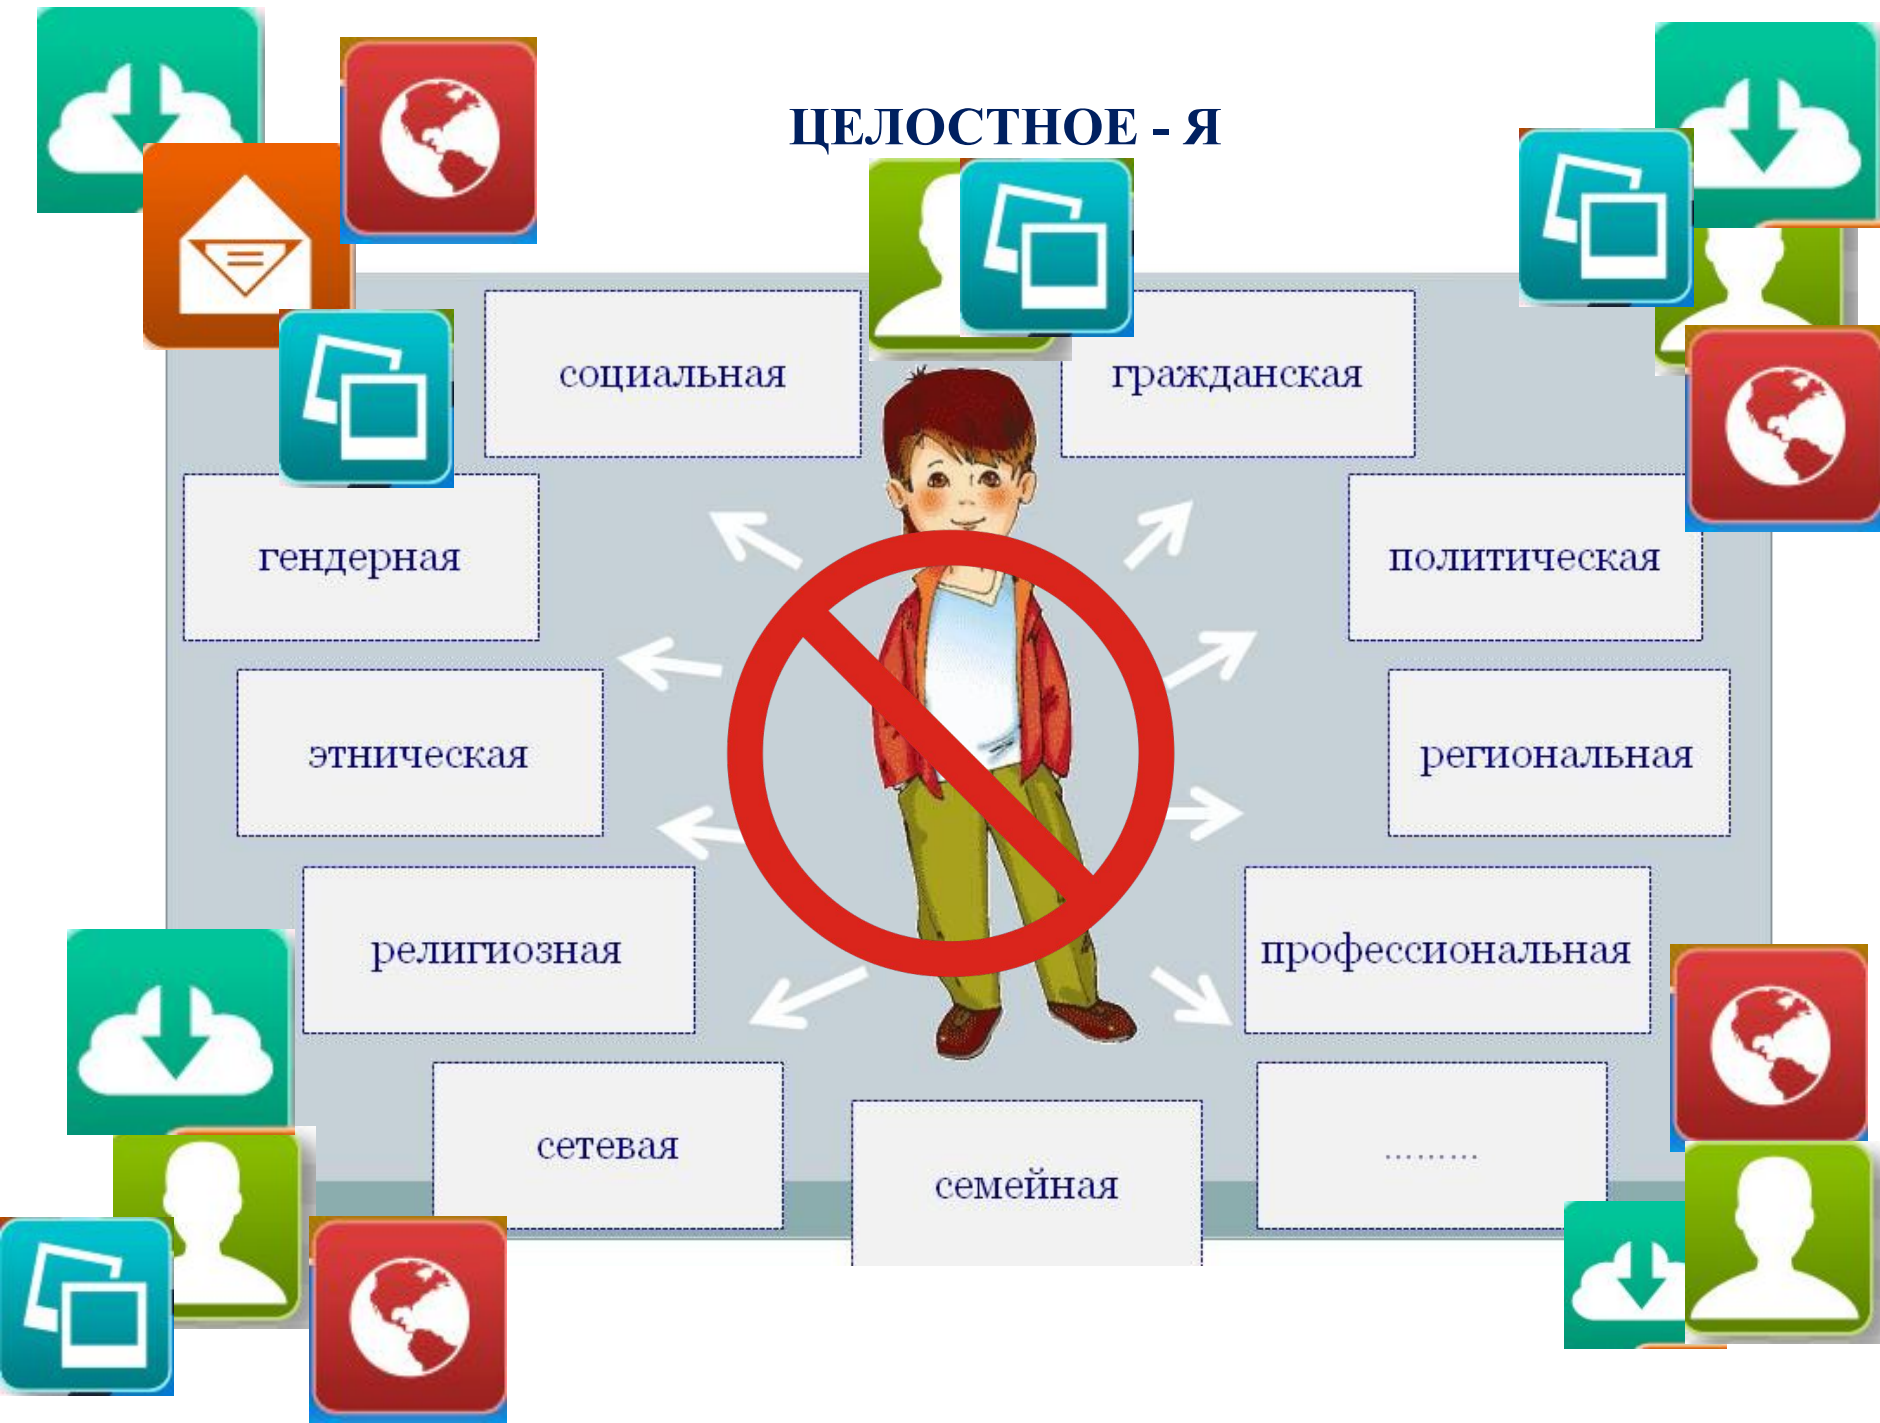 ЦЕЛОСТНОЕ - Я
социальная
гражданская
гендерная
политическая
этническая
региональная
религиозная
профессиональная
сетевая
семейная
.........